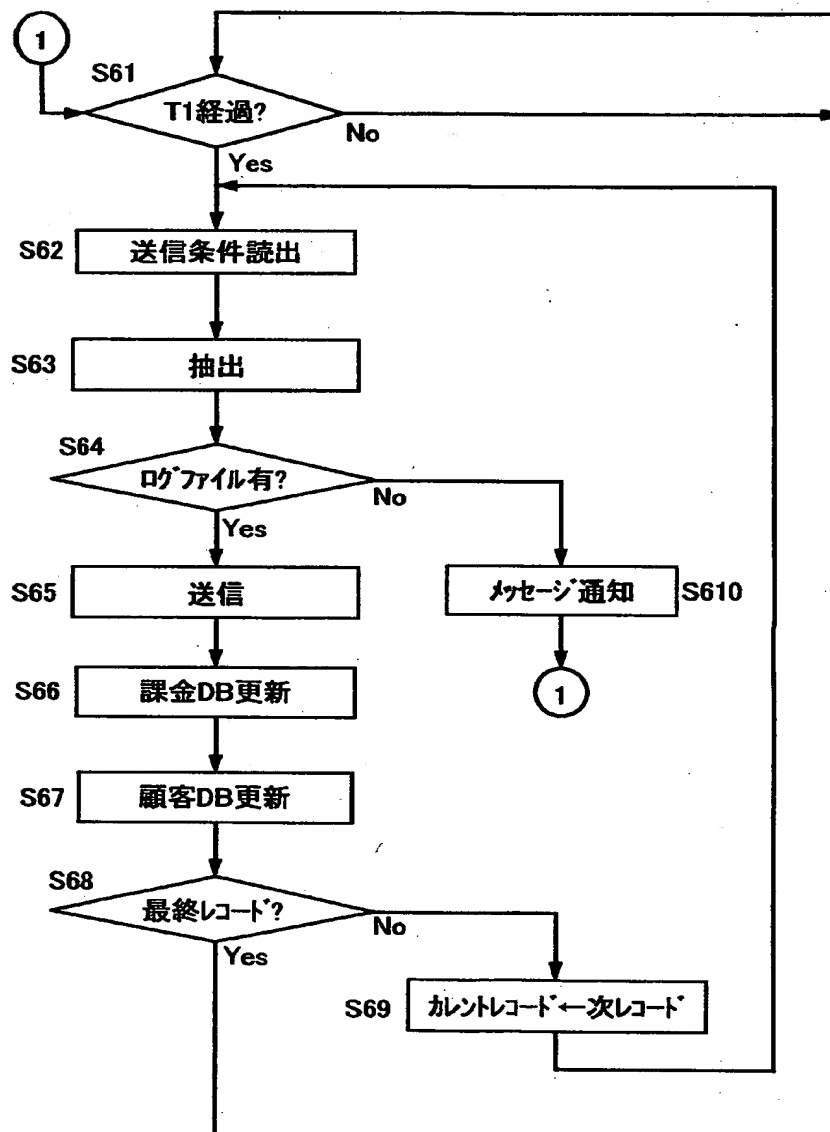 1
S61
T1経過?
No
Yes
S62
送信条件読出
S63
抽出
S64
ﾛｸﾞﾌｧｲﾙ有?
No
Yes
S65
送信
ﾒｯｾｰｼﾞ通知
S610
S66
課金DB更新
1
S67
顧客DB更新
S68
最終ﾚｺｰﾄﾞ?
No
Yes
S69
ｶﾚﾝﾄﾚｺｰﾄﾞ←次ﾚｺｰﾄﾞ